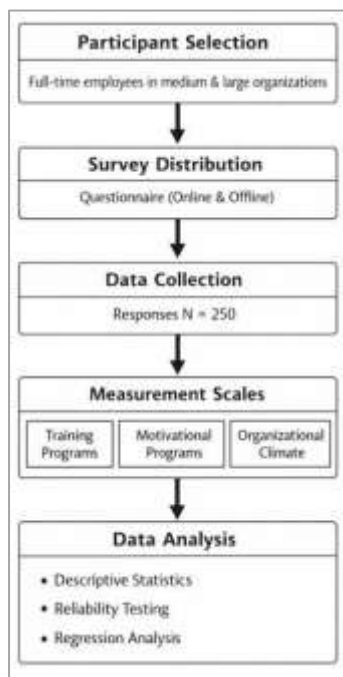 Participant Selection
Full-time employees in medium & large organizations
Survey Distribution
Questionnaire (Online & Offline)
Data Collection
Responses N = 250
Measurement Scales
Training Programs
Motivational Programs
Organizational Climate
Data Analysis
• Descriptive Statistics
• Reliability Testing
• Regression Analysis